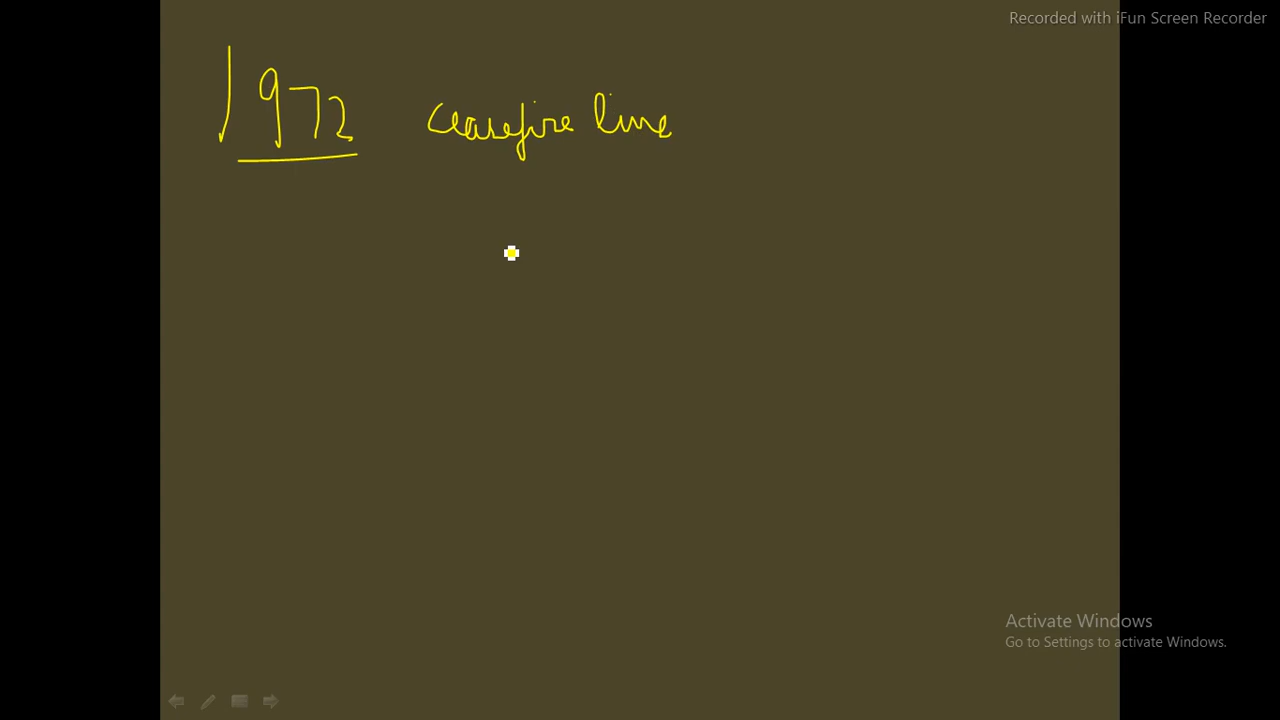 Recorded with iFun Screen Recorder
1972 ceasefire line
Activate Windows
Go to Settings to activate Windows.